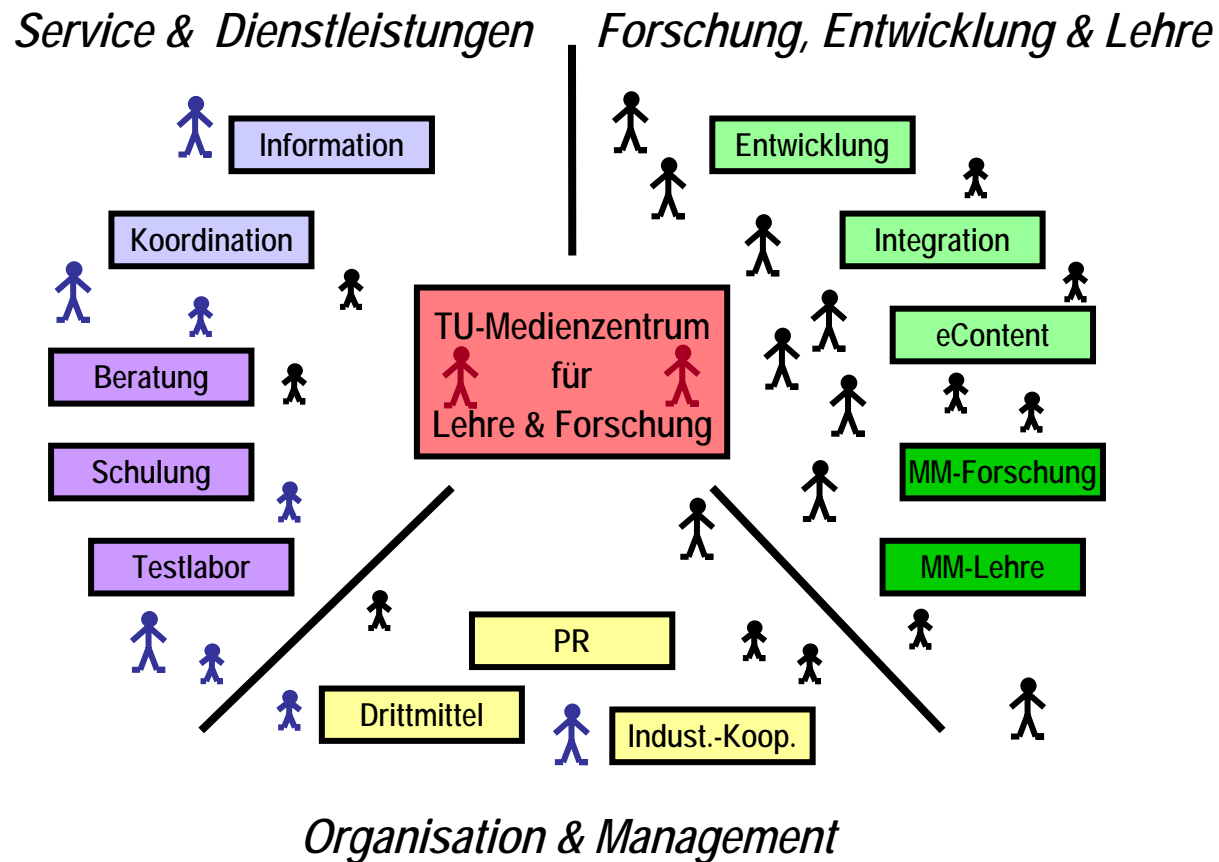 Service & Dienstleistungen
Forschung, Entwicklung & Lehre
Information
Koordination
Beratung
Schulung
Testlabor
TU-Medienzentrum
für
Lehre & Forschung
Entwicklung
Integration
eContent
MM-Forschung
MM-Lehre
PR
Drittmittel
Indust.-Koop.
Organisation & Management